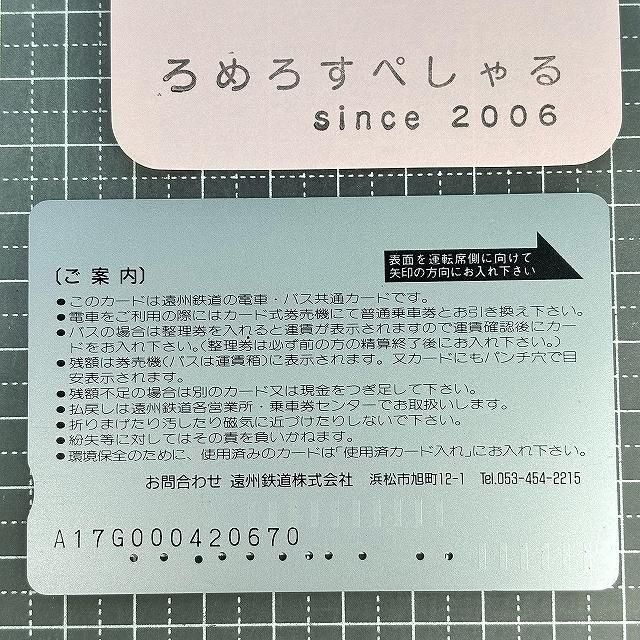 ろめろすぺしゃる
since 2006
表面を運転席側に向けて
矢印の方向にお入れ下さい
〔ご案内〕
●このカードは遠州鉄道の電車・バス共通カードです。
●電車をご利用の際にはカード式券売機にて普通乗車券とお引き換え下さい。
●バスの場合は整理券を入れると運賃が表示されますので運賃確認後にカー
ドをお入れ下さい。(整理券は必ず前の方の精算終了後にお入れ下さい。)
●残額は券売機(バスは運賃箱)に表示されます。又カードにもパンチ穴で目
安表示されます。
●残額不足の場合は別のカード又は現金をつぎ足して下さい。
●払戻しは遠州鉄道各営業所・乗車券センターでお取扱いします。
●折りまげたり汚したり磁気に近づけたりしないで下さい。
●紛失等に対してはその責を負いかねます。
●環境保全のために、使用済みのカードは「使用済カード入れ」にお入れ下さい。
お問合わせ 遠州鉄道株式会社 浜松市旭町12-1 Tel.053-454-2215
A17G000420670